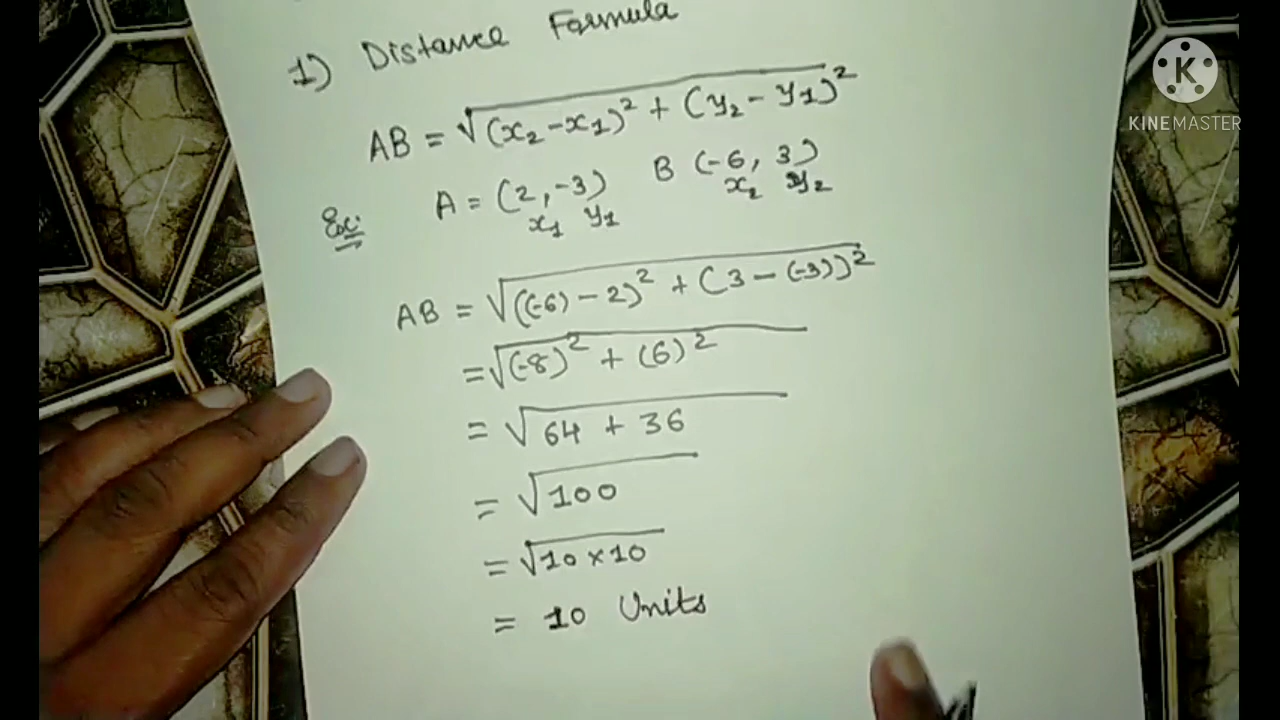 1) Distance Formula
AB = √(x₂-x₁)² + (y₂-y₁)²
Ex: A = (2,-3) B (-6, 3)
x₁ y₁ x₂ y₂
AB = √((-6) - 2)² + (3 - (-3))²
= √(-8)² + (6)²
= √64 + 36
= √100
= √10 × 10
= 10 Units
K
KINEMASTER